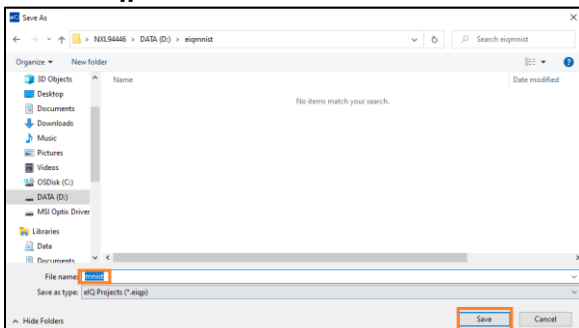 eIQ Save As
NXL94446 > DATA (D:) > eiqmnist
Search eiqmnist
Organize New folder
3D Objects
Desktop
Documents
Downloads
Music
Pictures
Videos
OSDisk (C:)
DATA (D:)
MSI Optix Driver
Libraries
Data
Documents
Name Date modified
No items match your search.
File name: mnist
Save as type: eIQ Projects (*.eiqp)
Hide Folders Save Cancel